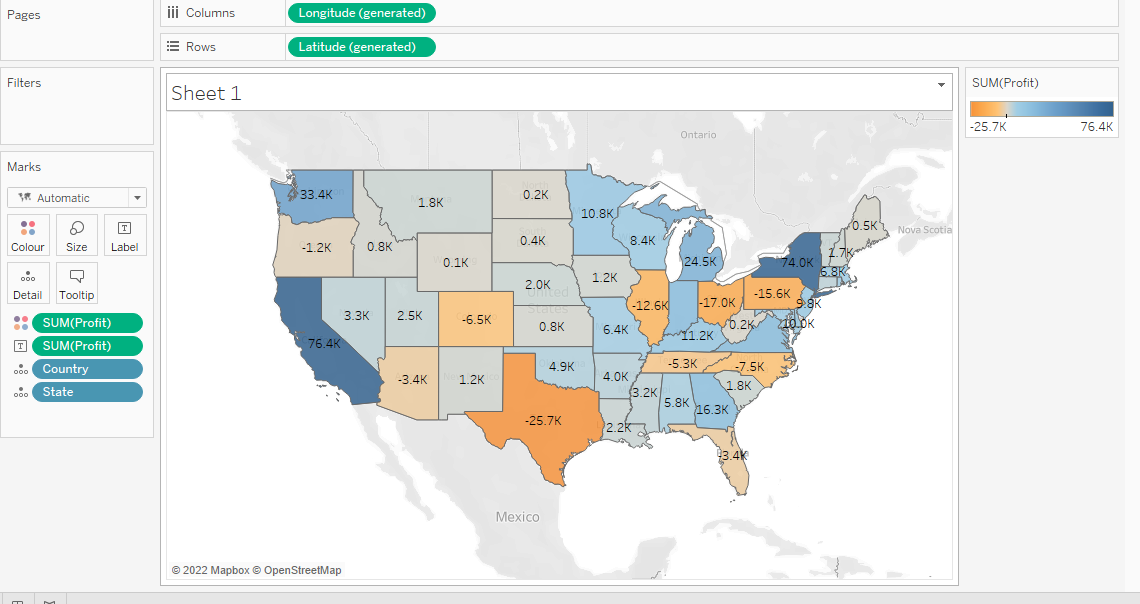 Pages
Columns
Longitude (generated)
Rows
Latitude (generated)
Filters
Sheet 1
SUM(Profit)
-25.7K 76.4K
Marks
Automatic
Colour Size Label
Detail Tooltip
SUM(Profit)
SUM(Profit)
Country
State
Ontario
Nova Scotia
United
States
Mexico
33.4K
1.8K
0.2K
10.8K
0.5K
-1.2K
0.8K
0.4K
8.4K
1.7K
0.1K
24.5K
74.0K
6.8K
2.0K
1.2K
3.3K
2.5K
-6.5K
0.8K
-12.6K
-17.0K
-15.6K
9.8K
76.4K
6.4K
11.2K
0.2K
10.0K
-3.4K
1.2K
4.9K
4.0K
-5.3K
-7.5K
-25.7K
3.2K
5.8K
16.3K
1.8K
2.2K
-3.4K
© 2022 Mapbox © OpenStreetMap